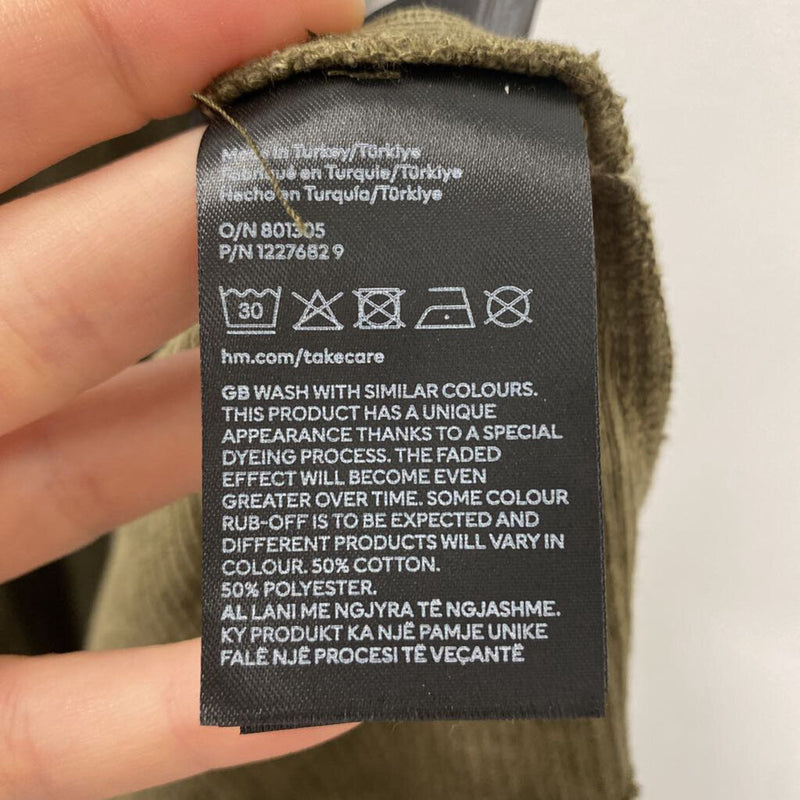 Made in Turkey/Türkiye
Fabriqué en Turquie/Türkiye
Hecho en Turquía/Türkiye
O/N 801305
P/N 1227682 9
30
hm.com/takecare
GB WASH WITH SIMILAR COLOURS.
THIS PRODUCT HAS A UNIQUE
APPEARANCE THANKS TO A SPECIAL
DYEING PROCESS. THE FADED
EFFECT WILL BECOME EVEN
GREATER OVER TIME. SOME COLOUR
RUB-OFF IS TO BE EXPECTED AND
DIFFERENT PRODUCTS WILL VARY IN
COLOUR. 50% COTTON.
50% POLYESTER.
AL LANI ME NGJYRA TË NGJASHME.
KY PRODUKT KA NJË PAMJE UNIKE
FALË NJË PROCESI TË VEÇANTË